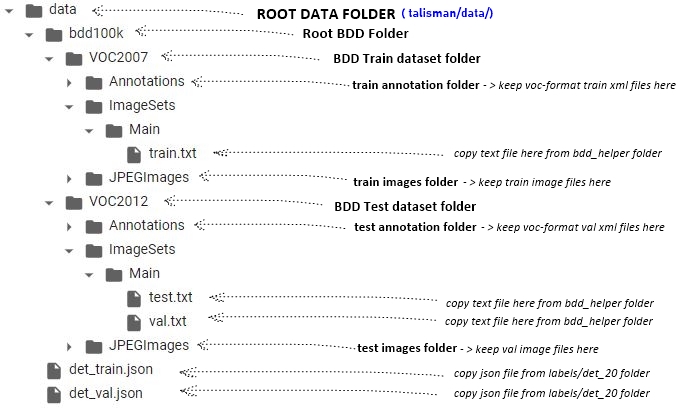 data ROOT DATA FOLDER ( talisman/data/)
bdd100k Root BDD Folder
VOC2007 BDD Train dataset folder
Annotations train annotation folder - > keep voc-format train xml files here
ImageSets
Main
train.txt copy text file here from bdd_helper folder
JPEGImages train images folder -> keep train image files here
VOC2012 BDD Test dataset folder
Annotations test annotation folder -> keep voc-format val xml files here
ImageSets
Main
test.txt copy text file here from bdd_helper folder
val.txt copy text file here from bdd_helper folder
JPEGImages test images folder -> keep val image files here
det_train.json copy json file from labels/det_20 folder
det_val.json copy json file from labels/det_20 folder